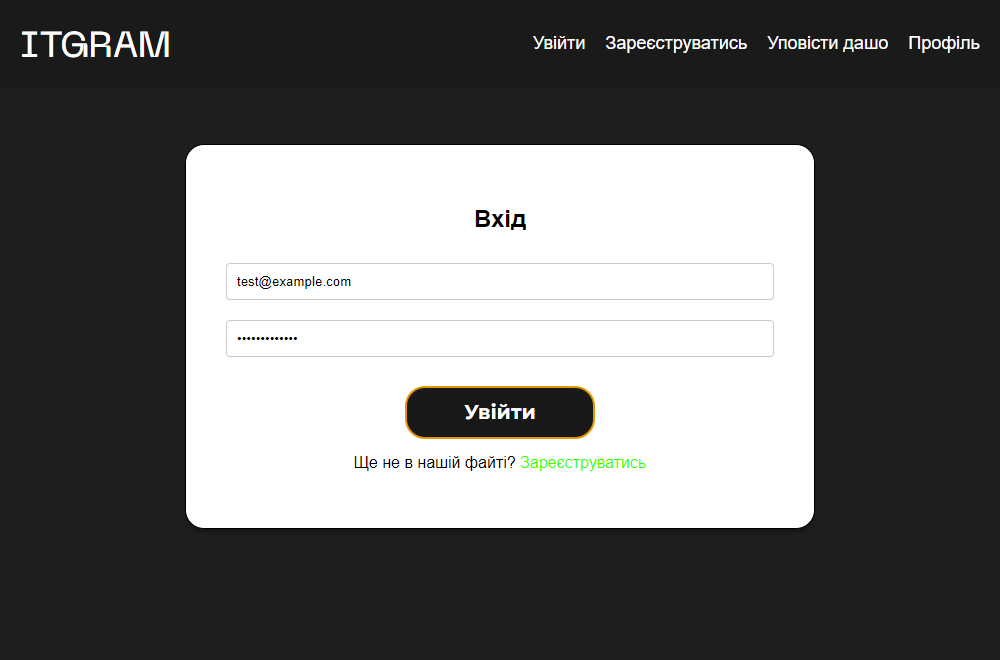 ITGRAM
Увійти Зареєструватись Уповісти дашо Профіль
Вхід
test@example.com
•••••••••••••
Увійти
Ще не в нашій файті? Зареєструватись